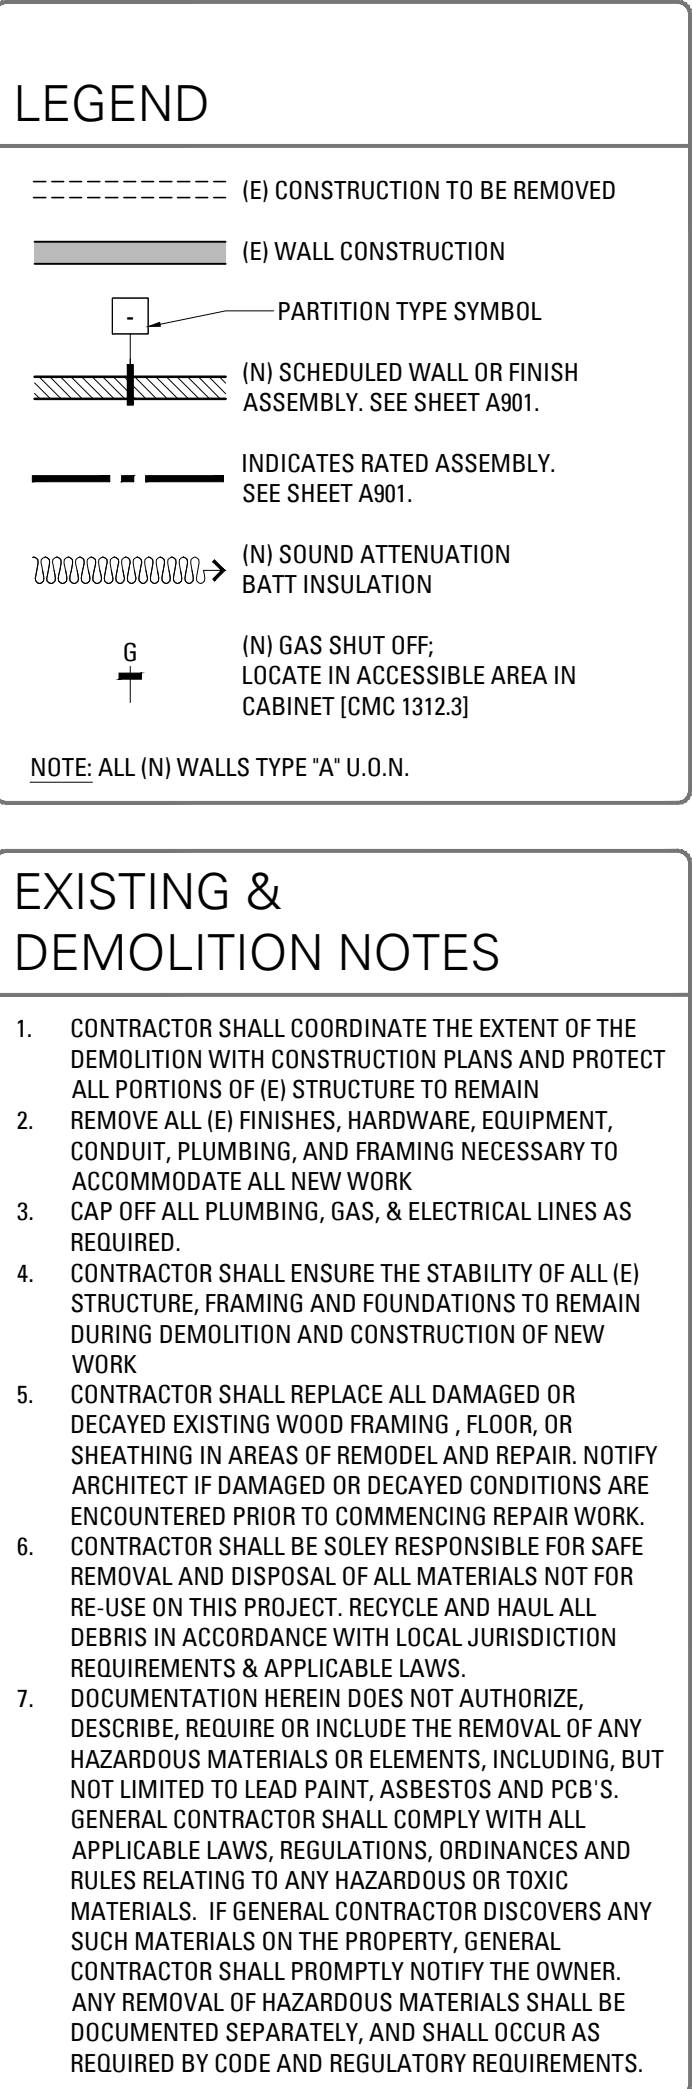 LEGEND
(E) CONSTRUCTION TO BE REMOVED
(E) WALL CONSTRUCTION
-
PARTITION TYPE SYMBOL
(N) SCHEDULED WALL OR FINISH
ASSEMBLY. SEE SHEET A901.
INDICATES RATED ASSEMBLY.
SEE SHEET A901.
(N) SOUND ATTENUATION
BATT INSULATION
G
(N) GAS SHUT OFF;
LOCATE IN ACCESSIBLE AREA IN
CABINET [CMC 1312.3]
NOTE: ALL (N) WALLS TYPE "A" U.O.N.
EXISTING &
DEMOLITION NOTES
1. CONTRACTOR SHALL COORDINATE THE EXTENT OF THE
DEMOLITION WITH CONSTRUCTION PLANS AND PROTECT
ALL PORTIONS OF (E) STRUCTURE TO REMAIN
2. REMOVE ALL (E) FINISHES, HARDWARE, EQUIPMENT,
CONDUIT, PLUMBING, AND FRAMING NECESSARY TO
ACCOMMODATE ALL NEW WORK
3. CAP OFF ALL PLUMBING, GAS, & ELECTRICAL LINES AS
REQUIRED.
4. CONTRACTOR SHALL ENSURE THE STABILITY OF ALL (E)
STRUCTURE, FRAMING AND FOUNDATIONS TO REMAIN
DURING DEMOLITION AND CONSTRUCTION OF NEW
WORK
5. CONTRACTOR SHALL REPLACE ALL DAMAGED OR
DECAYED EXISTING WOOD FRAMING , FLOOR, OR
SHEATHING IN AREAS OF REMODEL AND REPAIR. NOTIFY
ARCHITECT IF DAMAGED OR DECAYED CONDITIONS ARE
ENCOUNTERED PRIOR TO COMMENCING REPAIR WORK.
6. CONTRACTOR SHALL BE SOLEY RESPONSIBLE FOR SAFE
REMOVAL AND DISPOSAL OF ALL MATERIALS NOT FOR
RE-USE ON THIS PROJECT. RECYCLE AND HAUL ALL
DEBRIS IN ACCORDANCE WITH LOCAL JURISDICTION
REQUIREMENTS & APPLICABLE LAWS.
7. DOCUMENTATION HEREIN DOES NOT AUTHORIZE,
DESCRIBE, REQUIRE OR INCLUDE THE REMOVAL OF ANY
HAZARDOUS MATERIALS OR ELEMENTS, INCLUDING, BUT
NOT LIMITED TO LEAD PAINT, ASBESTOS AND PCB'S.
GENERAL CONTRACTOR SHALL COMPLY WITH ALL
APPLICABLE LAWS, REGULATIONS, ORDINANCES AND
RULES RELATING TO ANY HAZARDOUS OR TOXIC
MATERIALS.  IF GENERAL CONTRACTOR DISCOVERS ANY
SUCH MATERIALS ON THE PROPERTY, GENERAL
CONTRACTOR SHALL PROMPTLY NOTIFY THE OWNER.
ANY REMOVAL OF HAZARDOUS MATERIALS SHALL BE
DOCUMENTED SEPARATELY, AND SHALL OCCUR AS
REQUIRED BY CODE AND REGULATORY REQUIREMENTS.